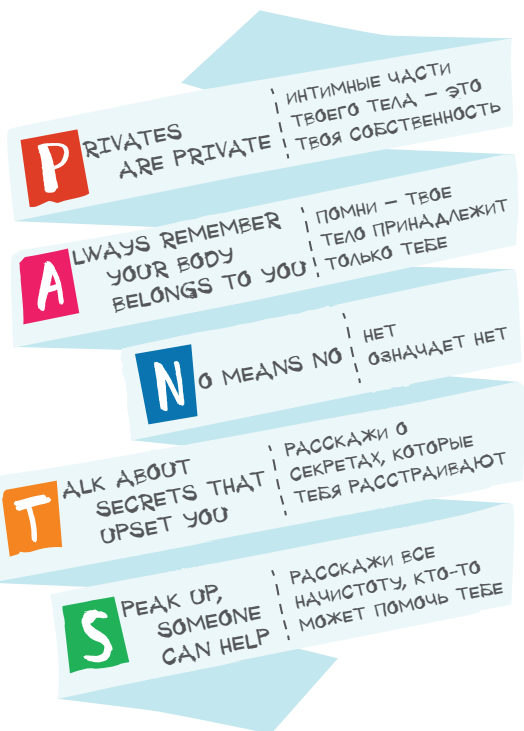 PRIVATES
ARE PRIVATE
ИНТИМНЫЕ ЧАСТИ
ТВОЕГО ТЕЛА – ЭТО
ТВОЯ СОБСТВЕННОСТЬ
ALWAYS REMEMBER
YOUR BODY
BELONGS TO YOU
ПОМНИ – ТВОЕ
ТЕЛО ПРИНАДЛЕЖИТ
ТОЛЬКО ТЕБЕ
NO MEANS NO
НЕТ
ОЗНАЧАЕТ НЕТ
TALK ABOUT
SECRETS THAT
UPSET YOU
РАССКАЖИ О
СЕКРЕТАХ, КОТОРЫЕ
ТЕБЯ РАССТРАИВАЮТ
SPEAK UP,
SOMEONE
CAN HELP
РАССКАЖИ ВСЕ
НАЧИСТОТУ, КТО-ТО
МОЖЕТ ПОМОЧЬ ТЕБЕ